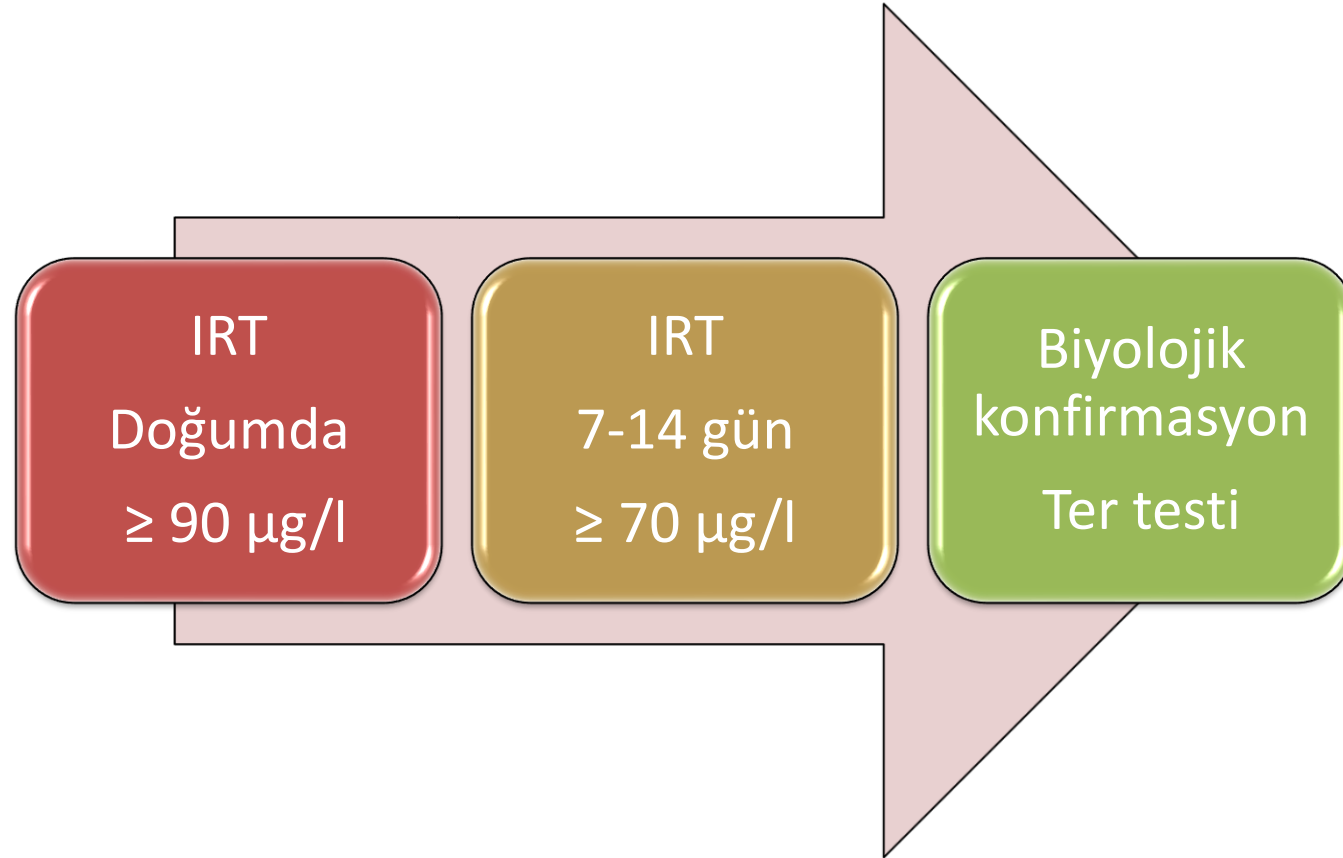 IRT
Doğumda
≥ 90 µg/l
IRT
7-14 gün
≥ 70 µg/l
Biyolojik
konfirmasyon
Ter testi